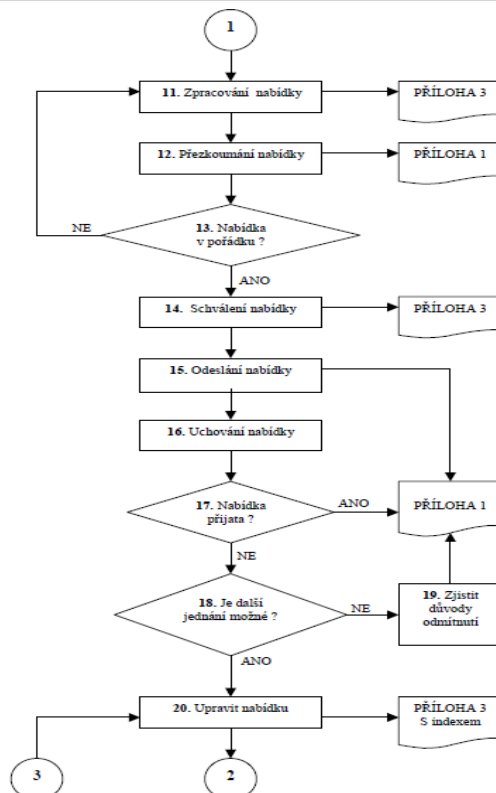 1
11. Zpracování nabídky
PŘÍLOHA 3
12. Přezkoumání nabídky
PŘÍLOHA 1
NE
13. Nabídka
v pořádku ?
ANO
14. Schválení nabídky
PŘÍLOHA 3
15. Odeslání nabídky
16. Uchování nabídky
17. Nabídka
přijata ?
ANO
PŘÍLOHA 1
NE
18. Je další
jednání možné ?
NE
19. Zjistit
důvody
odmítnutí
ANO
20. Upravit nabídku
PŘÍLOHA 3
S indexem
3
2